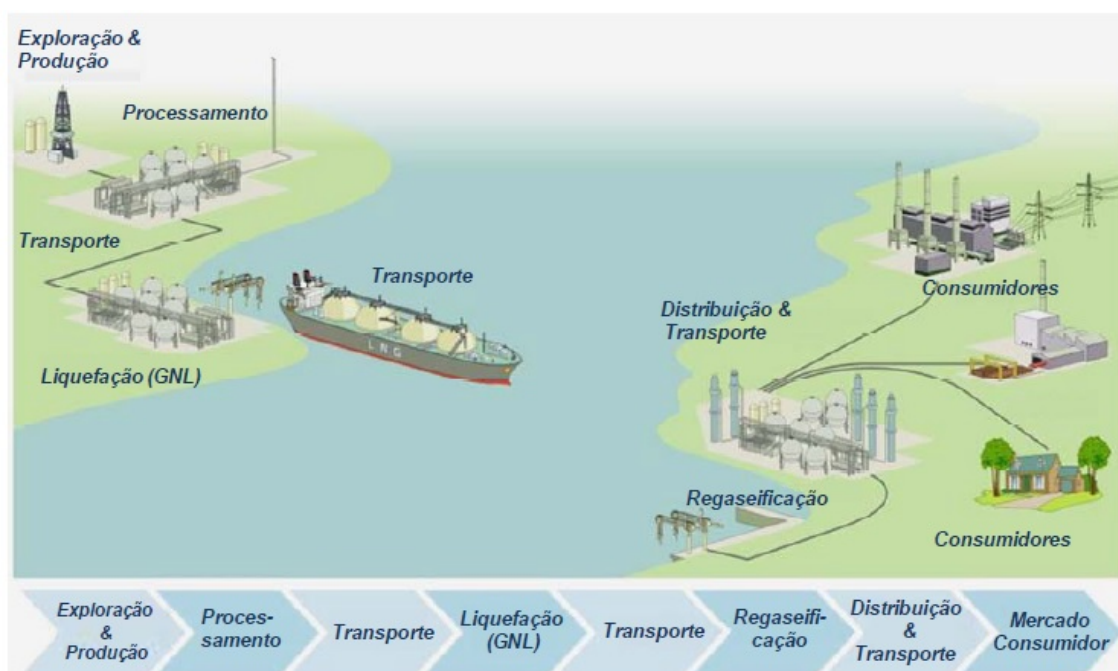 Exploração &
Produção
Processamento
Transporte
Liquefação (GNL)
Transporte
LNG
Distribuição &
Transporte
Consumidores
Regaseificação
Consumidores
Exploração
&
Produção
Proces-
samento
Transporte
Liquefação
(GNL)
Transporte
Regaseifi-
cação
Distribuição
&
Transporte
Mercado
Consumidor